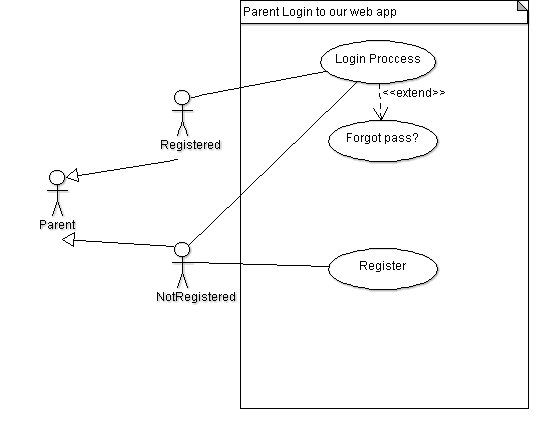 Parent Login to our web app
Login Proccess
<<extend>>
Forgot pass?
Registered
Parent
Register
NotRegistered